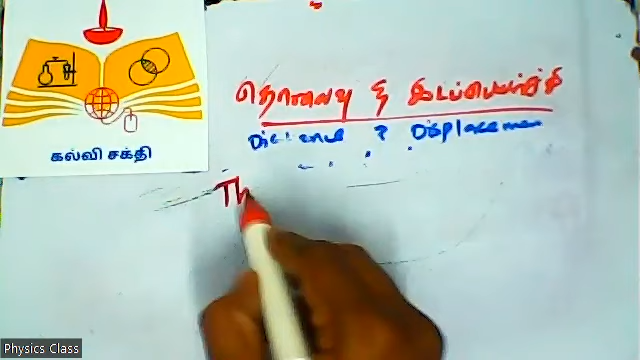 தொலைவு & இடப்பெயர்ச்சி
Distance & Displacement
Th
கல்வி சக்தி
Physics Class